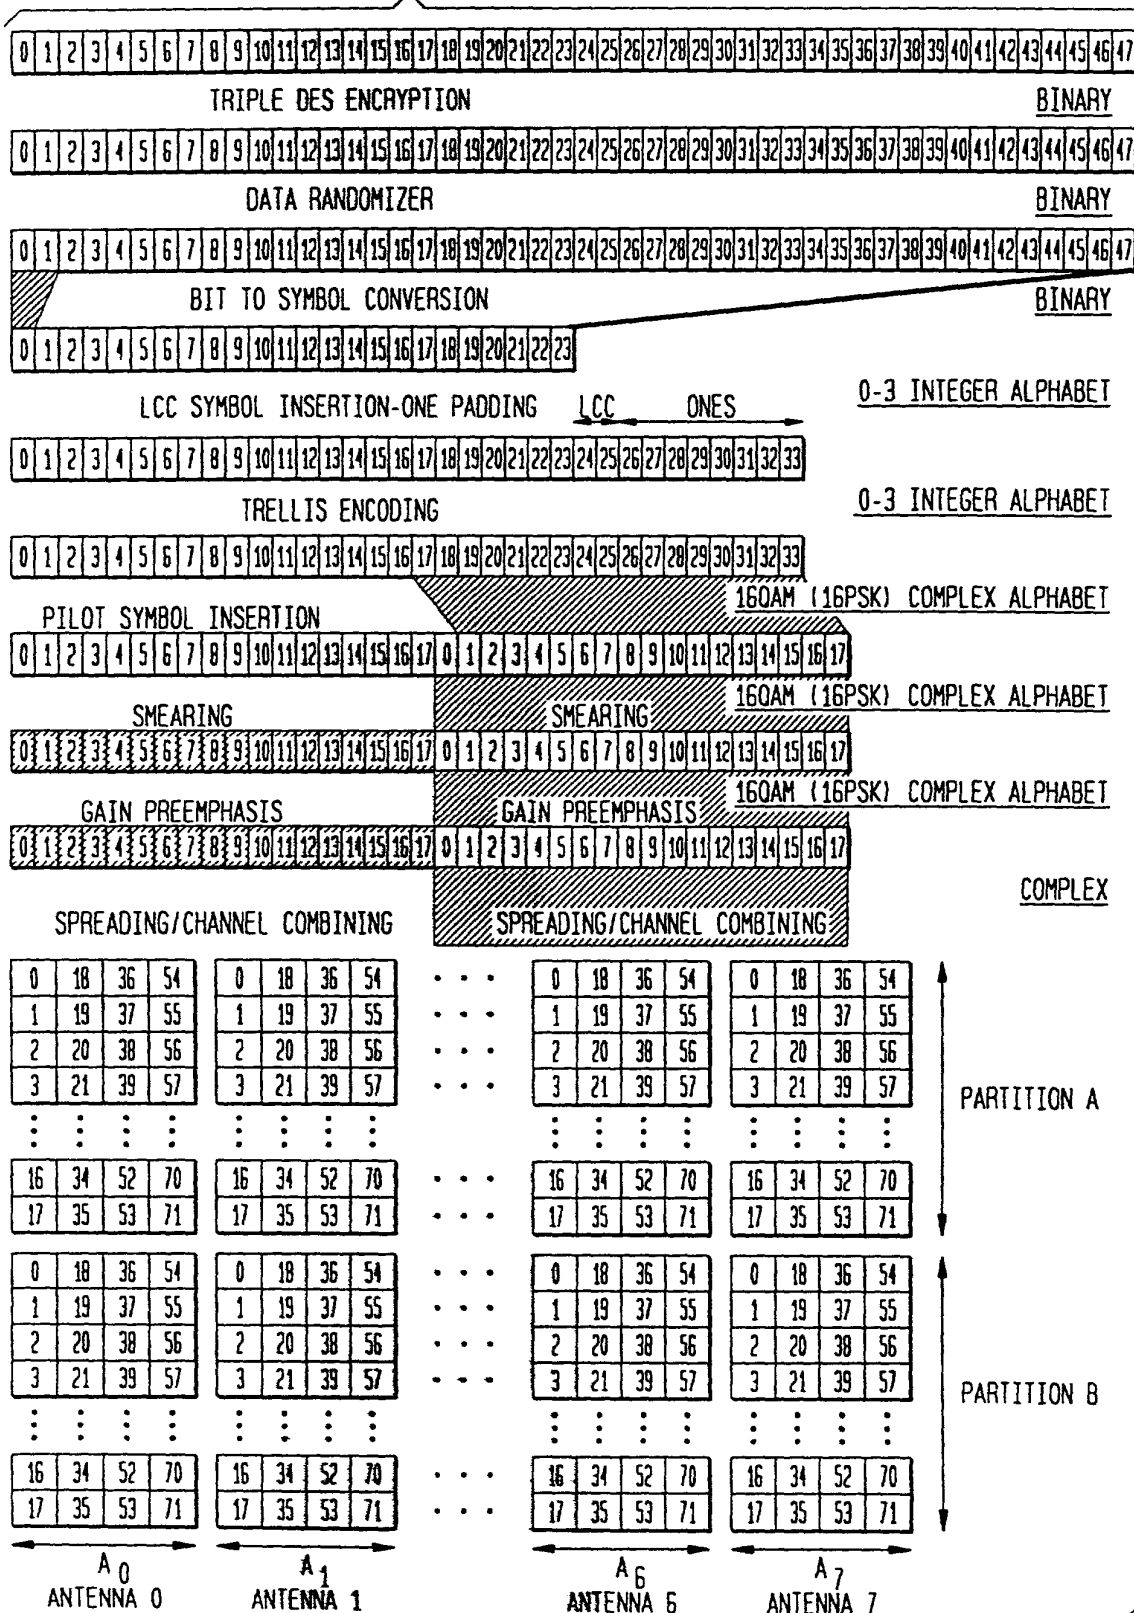 0 1 2 3 4 5 6 7 8 9 10 11 12 13 14 15 16 17 18 19 20 21 22 23 24 25 26 27 28 29 30 31 32 33 34 35 36 37 38 39 40 41 42 43 44 45 46 47
TRIPLE DES ENCRYPTION BINARY
0 1 2 3 4 5 6 7 8 9 10 11 12 13 14 15 16 17 18 19 20 21 22 23 24 25 26 27 28 29 30 31 32 33 34 35 36 37 38 39 40 41 42 43 44 45 46 47
DATA RANDOMIZER BINARY
0 1 2 3 4 5 6 7 8 9 10 11 12 13 14 15 16 17 18 19 20 21 22 23 24 25 26 27 28 29 30 31 32 33 34 35 36 37 38 39 40 41 42 43 44 45 46 47
BIT TO SYMBOL CONVERSION BINARY
0 1 2 3 4 5 6 7 8 9 10 11 12 13 14 15 16 17 18 19 20 21 22 23
LCC SYMBOL INSERTION-ONE PADDING LCC ONES 0-3 INTEGER ALPHABET
0 1 2 3 4 5 6 7 8 9 10 11 12 13 14 15 16 17 18 19 20 21 22 23 24 25 26 27 28 29 30 31 32 33
TRELLIS ENCODING 0-3 INTEGER ALPHABET
0 1 2 3 4 5 6 7 8 9 10 11 12 13 14 15 16 17 18 19 20 21 22 23 24 25 26 27 28 29 30 31 32 33
PILOT SYMBOL INSERTION 16QAM (16PSK) COMPLEX ALPHABET
0 1 2 3 4 5 6 7 8 9 10 11 12 13 14 15 16 17 0 1 2 3 4 5 6 7 8 9 10 11 12 13 14 15 16 17
SMEARING SMEARING 16QAM (16PSK) COMPLEX ALPHABET
0 1 2 3 4 5 6 7 8 9 10 11 12 13 14 15 16 17 0 1 2 3 4 5 6 7 8 9 10 11 12 13 14 15 16 17
GAIN PREEMPHASIS GAIN PREEMPHASIS 16QAM (16PSK) COMPLEX ALPHABET
0 1 2 3 4 5 6 7 8 9 10 11 12 13 14 15 16 17 0 1 2 3 4 5 6 7 8 9 10 11 12 13 14 15 16 17
COMPLEX
SPREADING/CHANNEL COMBINING SPREADING/CHANNEL COMBINING
0 18 36 54 0 18 36 54 . . . 0 18 36 54 0 18 36 54
1 19 37 55 1 19 37 55 . . . 1 19 37 55 1 19 37 55
2 20 38 56 2 20 38 56 . . . 2 20 38 56 2 20 38 56
3 21 39 57 3 21 39 57 . . . 3 21 39 57 3 21 39 57
PARTITION A
16 34 52 70 16 34 52 70 . . . 16 34 52 70 16 34 52 70
17 35 53 71 17 35 53 71 . . . 17 35 53 71 17 35 53 71
0 18 36 54 0 18 36 54 . . . 0 18 36 54 0 18 36 54
1 19 37 55 1 19 37 55 . . . 1 19 37 55 1 19 37 55
2 20 38 56 2 20 38 56 . . . 2 20 38 56 2 20 38 56
3 21 39 57 3 21 39 57 . . . 3 21 39 57 3 21 39 57
PARTITION B
16 34 52 70 16 34 52 70 . . . 16 34 52 70 16 34 52 70
17 35 53 71 17 35 53 71 . . . 17 35 53 71 17 35 53 71
A0 A1 A6 A7
ANTENNA 0 ANTENNA 1 ANTENNA 6 ANTENNA 7